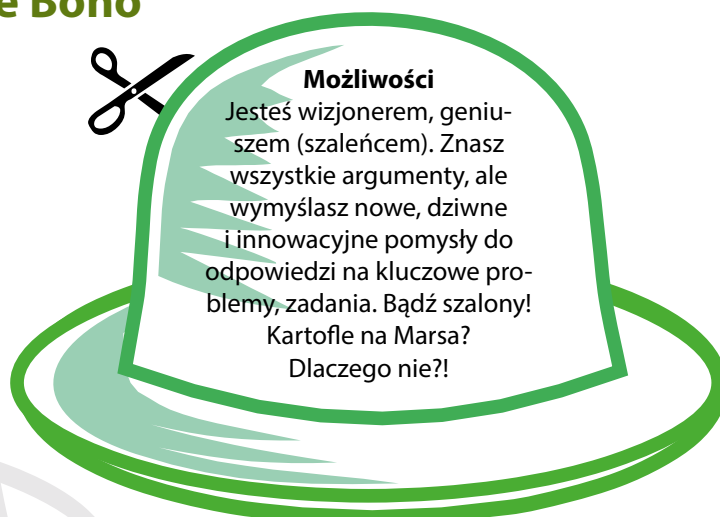 e Bono
Możliwości
Jesteś wizjonerem, geniu-
szem (szaleńcem). Znasz
wszystkie argumenty, ale
wymyślasz nowe, dziwne
i innowacyjne pomysły do
odpowiedzi na kluczowe pro-
blemy, zadania. Bądź szalony!
Kartofle na Marsa?
Dlaczego nie?!